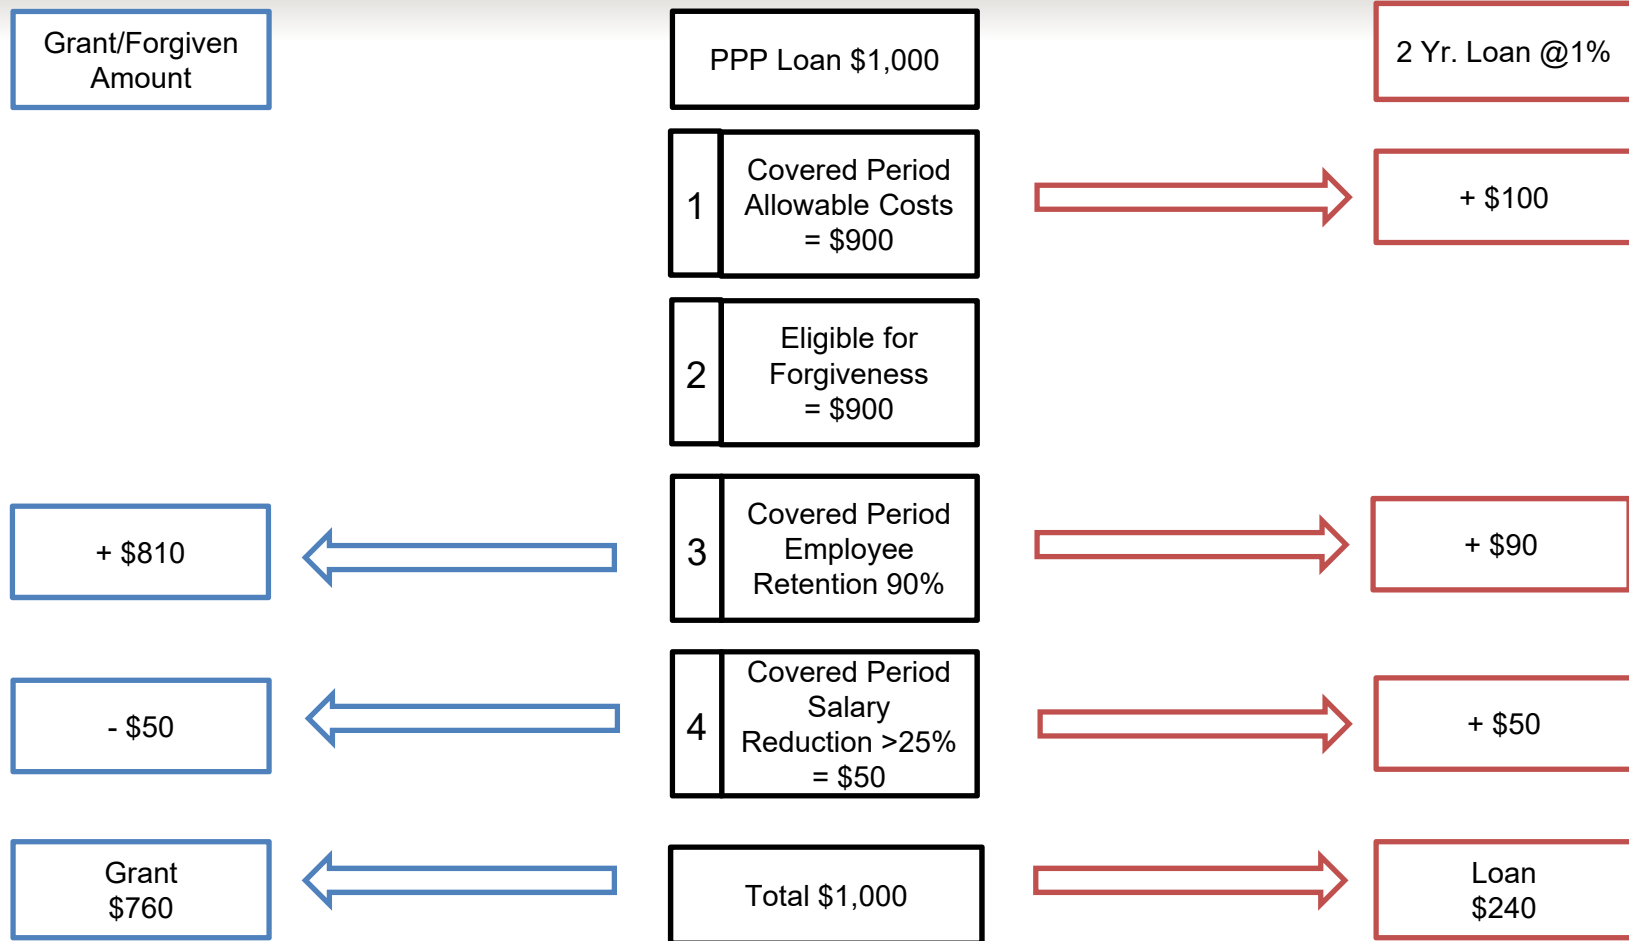 Grant/Forgiven
Amount
PPP Loan $1,000
2 Yr. Loan @1%
1
Covered Period
Allowable Costs
= $900
+ $100
2
Eligible for
Forgiveness
= $900
+ $810
3
Covered Period
Employee
Retention 90%
+ $90
- $50
4
Covered Period
Salary
Reduction >25%
= $50
+ $50
Grant
$760
Total $1,000
Loan
$240